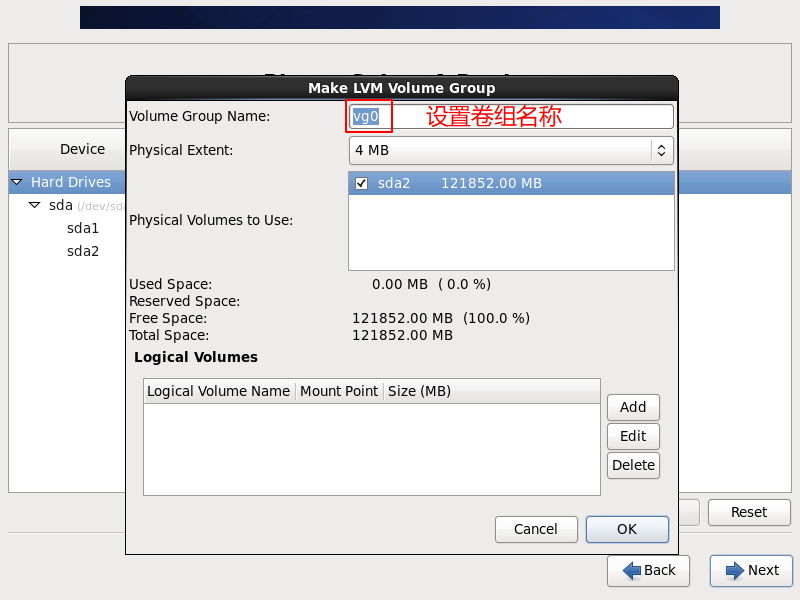 Make LVM Volume Group
Volume Group Name: vg0 设置卷组名称
Physical Extent: 4 MB
Device
Hard Drives
sda (/dev/sda
sda1
sda2
Physical Volumes to Use:
sda2 121852.00 MB
Used Space: 0.00 MB ( 0.0 %)
Reserved Space:
Free Space: 121852.00 MB (100.0 %)
Total Space: 121852.00 MB
Logical Volumes
Logical Volume Name Mount Point Size (MB)
Add
Edit
Delete
Cancel OK
Reset
Back Next